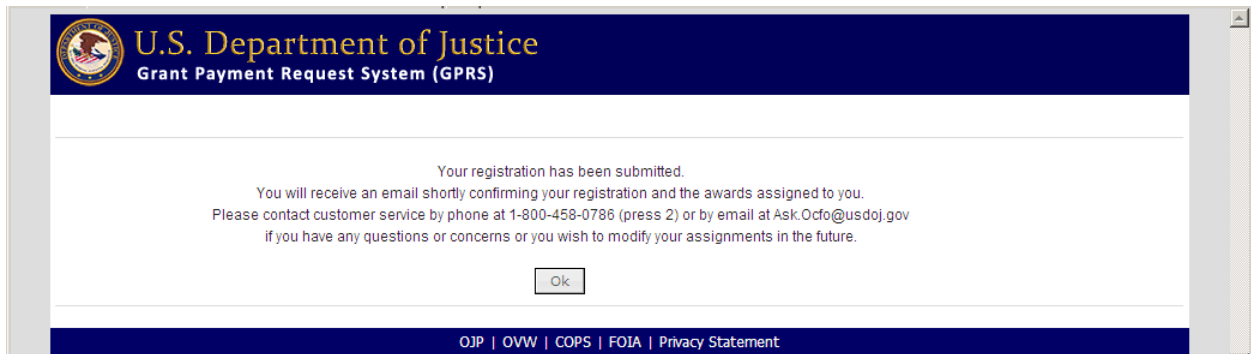 U.S. Department of Justice
Grant Payment Request System (GPRS)
Your registration has been submitted.
You will receive an email shortly confirming your registration and the awards assigned to you.
Please contact customer service by phone at 1-800-458-0786 (press 2) or by email at Ask.Ocfo@usdoj.gov
if you have any questions or concerns or you wish to modify your assignments in the future.
Ok
OJP | OVW | COPS | FOIA | Privacy Statement